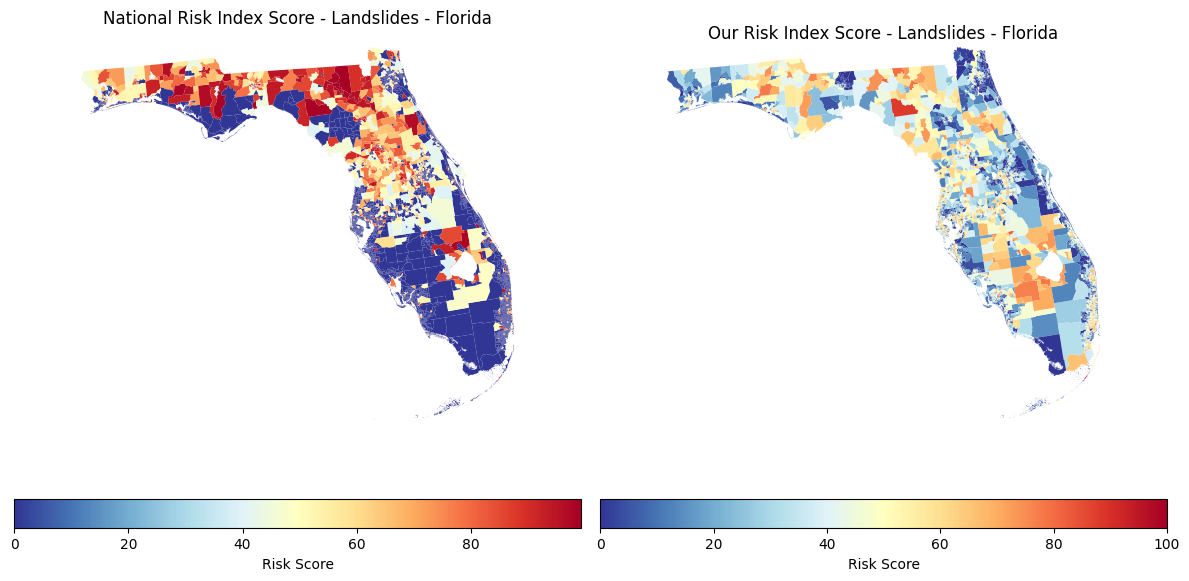 National Risk Index Score - Landslides - Florida
Our Risk Index Score - Landslides - Florida
0 20 40 60 80
Risk Score
0 20 40 60 80 100
Risk Score